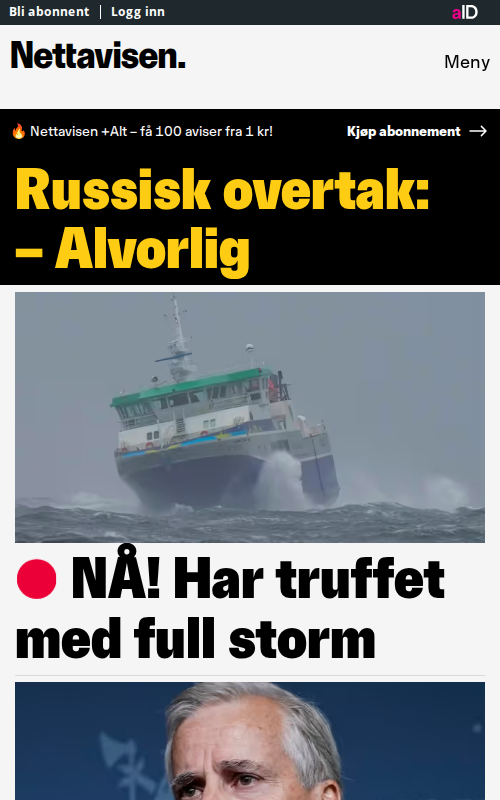 Bli abonnent | Logg inn
aID
Nettavisen.
Meny
🔥 Nettavisen +Alt – få 100 aviser fra 1 kr!
Kjøp abonnement →
Russisk overtak:
– Alvorlig
NÅ! Har truffet
med full storm